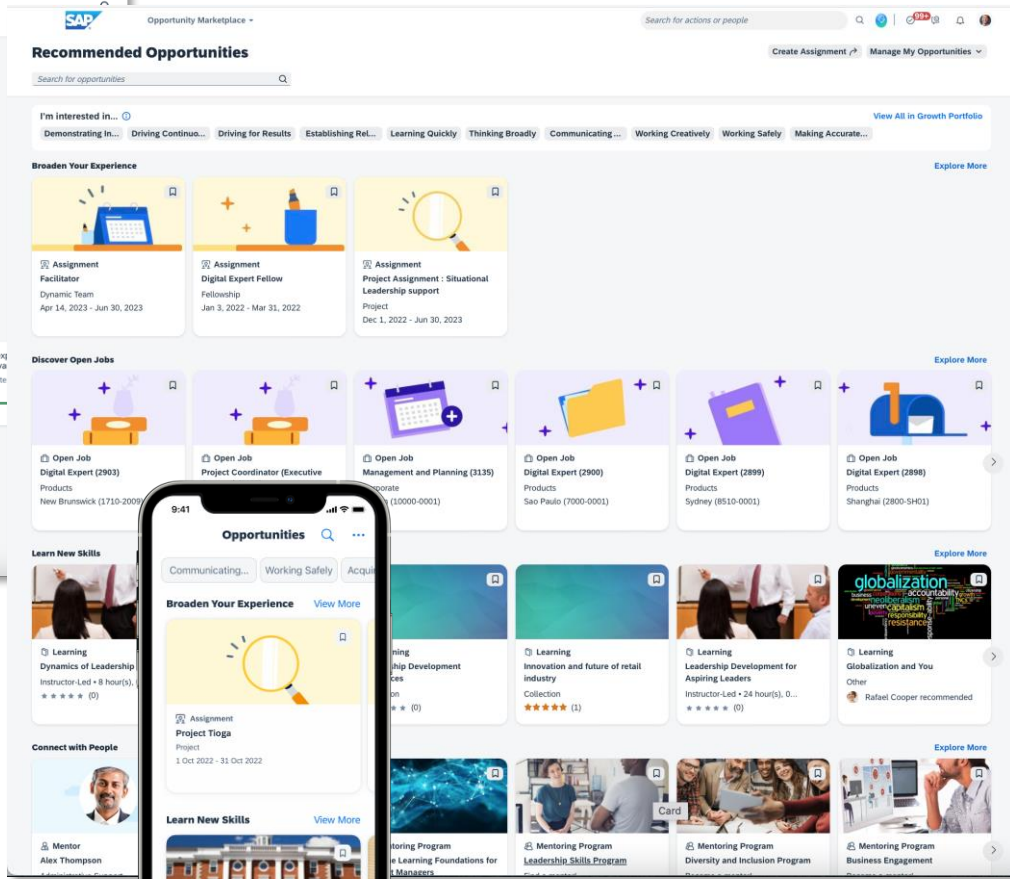 SAP
Opportunity Marketplace
Search for actions or people
99+
Recommended Opportunities
Create Assignment
Manage My Opportunities
Search for opportunities
I'm interested in...
View All in Growth Portfolio
Demonstrating In...
Driving Continuo...
Driving for Results
Establishing Rel...
Learning Quickly
Thinking Broadly
Communicating ...
Working Creatively
Working Safely
Making Accurate...
Broaden Your Experience
Explore More
Assignment
Facilitator
Dynamic Team
Apr 14, 2023 - Jun 30, 2023
Assignment
Digital Expert Fellow
Fellowship
Jan 3, 2022 - Mar 31, 2022
Assignment
Project Assignment : Situational
Leadership support
Project
Dec 1, 2022 - Jun 30, 2023
Discover Open Jobs
Explore More
Open Job
Digital Expert (2903)
Products
New Brunswick (1710-2009)
Open Job
Project Coordinator (Executive
Open Job
Management and Planning (3135)
(10000-0001)
Open Job
Digital Expert (2900)
Products
Sao Paulo (7000-0001)
Open Job
Digital Expert (2899)
Products
Sydney (8510-0001)
Open Job
Digital Expert (2898)
Products
Shanghai (2800-SH01)
Learn New Skills
Explore More
Learning
Dynamics of Leadership
Instructor-Led • 8 hour(s),
(0)
Development
(0)
Learning
Innovation and future of retail
industry
Collection
(1)
Learning
Leadership Development for
Aspiring Leaders
Instructor-Led • 24 hour(s), 0...
(0)
globalization
accountability
neoliberalism
capitalism
responsibility
resistance
Learning
Globalization and You
Other
Rafael Cooper recommended
Connect with People
Explore More
Mentor
Alex Thompson
Program
Learning Foundations for
Managers
Card
Mentoring Program
Leadership Skills Program
Mentoring Program
Diversity and Inclusion Program
Mentoring Program
Business Engagement
9:41
Opportunities
Communicating...
Working Safely
Acqui
Broaden Your Experience
View More
Assignment
Project Tioga
Project
1 Oct 2022 - 31 Oct 2022
Learn New Skills
View More